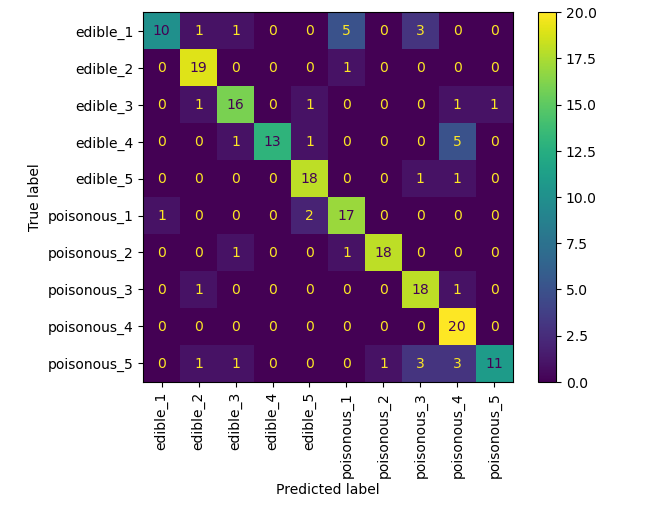 edible_1 10 1 1 0 0 5 0 3 0 0
edible_2 0 19 0 0 0 1 0 0 0 0
edible_3 0 1 16 0 1 0 0 0 1 1
edible_4 0 0 1 13 1 0 0 0 5 0
edible_5 0 0 0 0 18 0 0 1 1 0
poisonous_1 1 0 0 0 2 17 0 0 0 0
poisonous_2 0 0 1 0 0 1 18 0 0 0
poisonous_3 0 1 0 0 0 0 0 18 1 0
poisonous_4 0 0 0 0 0 0 0 0 20 0
poisonous_5 0 1 1 0 0 0 1 3 3 11
True label
edible_1
edible_2
edible_3
edible_4
edible_5
poisonous_1
poisonous_2
poisonous_3
poisonous_4
poisonous_5
Predicted label
20.0
17.5
15.0
12.5
10.0
7.5
5.0
2.5
0.0